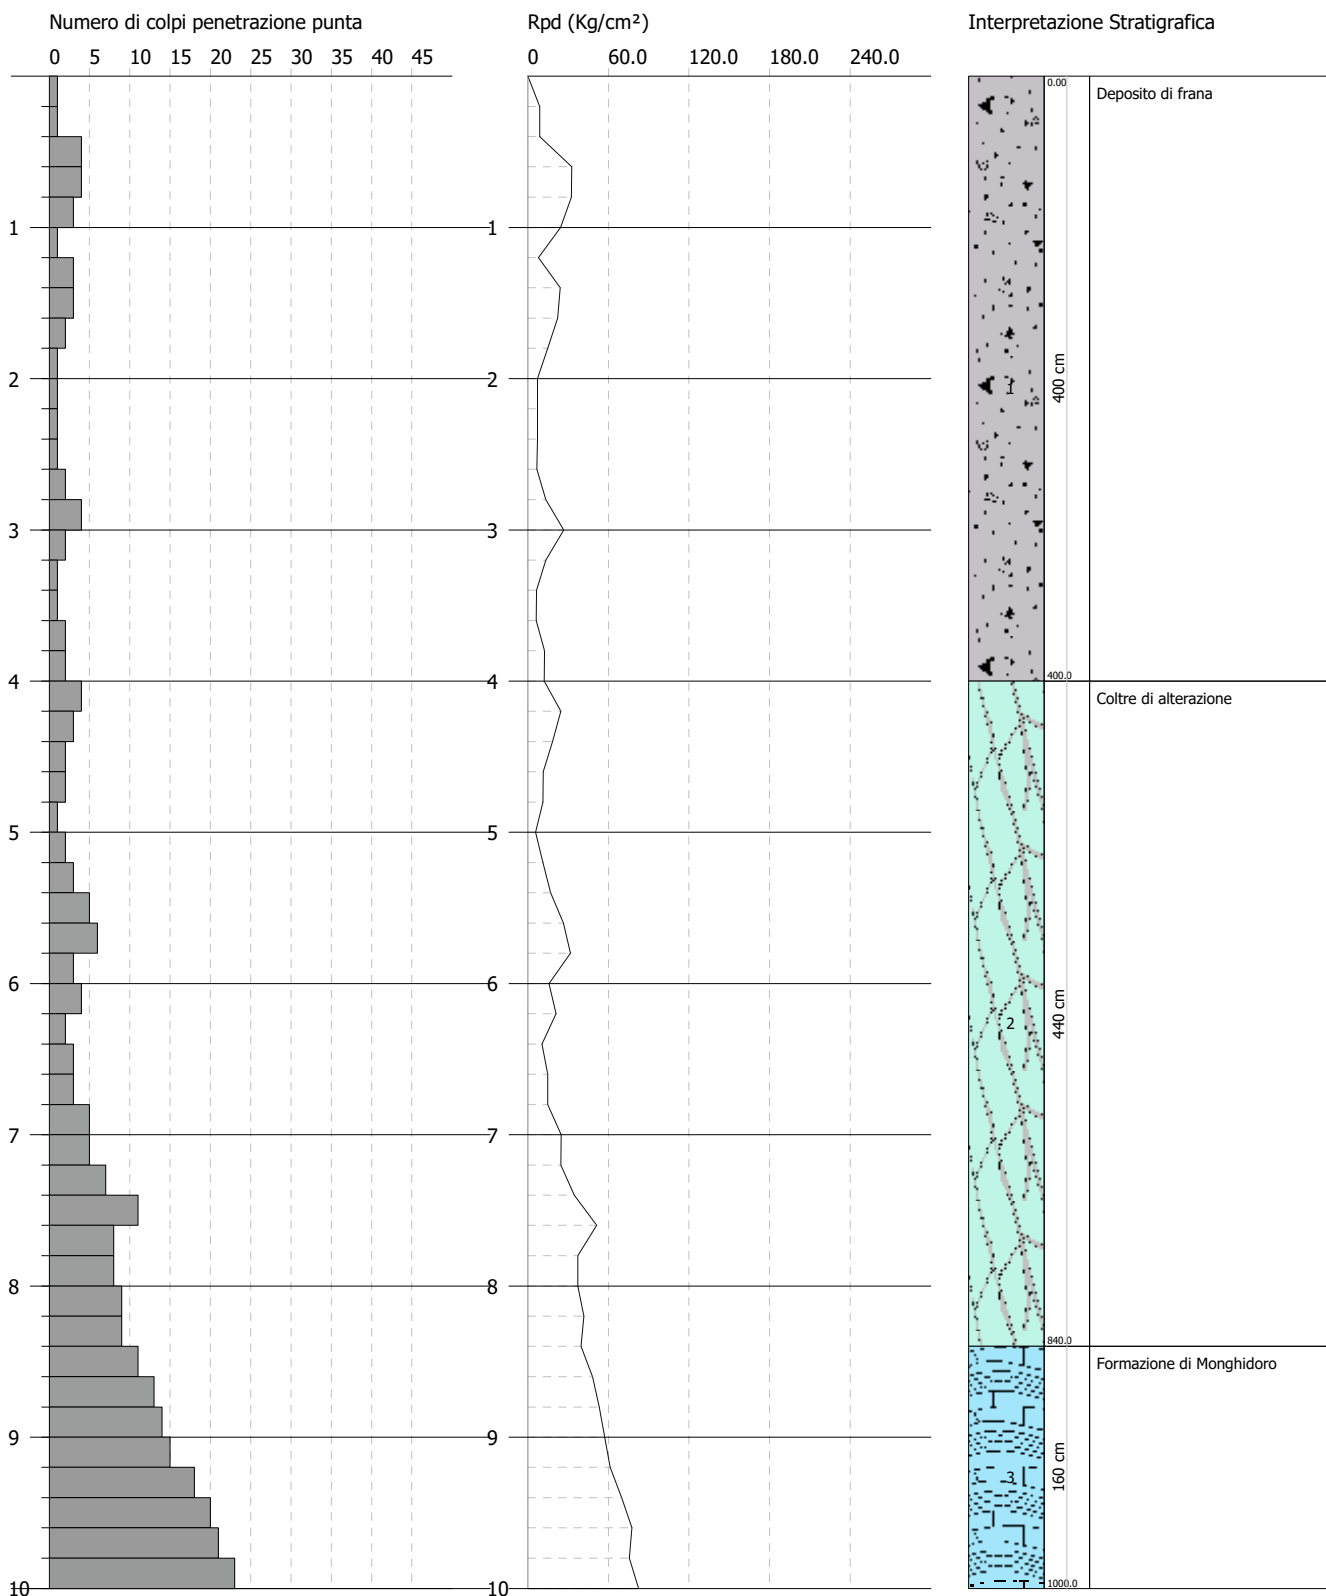 Numero di colpi penetrazione punta
Rpd (Kg/cm²)
Interpretazione Stratigrafica
0 5 10 15 20 25 30 35 40 45
0 60.0 120.0 180.0 240.0
0.00
Deposito di frana
1 1
400 cm
1
2 2
3 3
4 4
400.0
Coltre di alterazione
5 5
6 6
440 cm
2
7 7
8 8
840.0
Formazione di Monghidoro
9 9
160 cm
3
10 10
1000.0